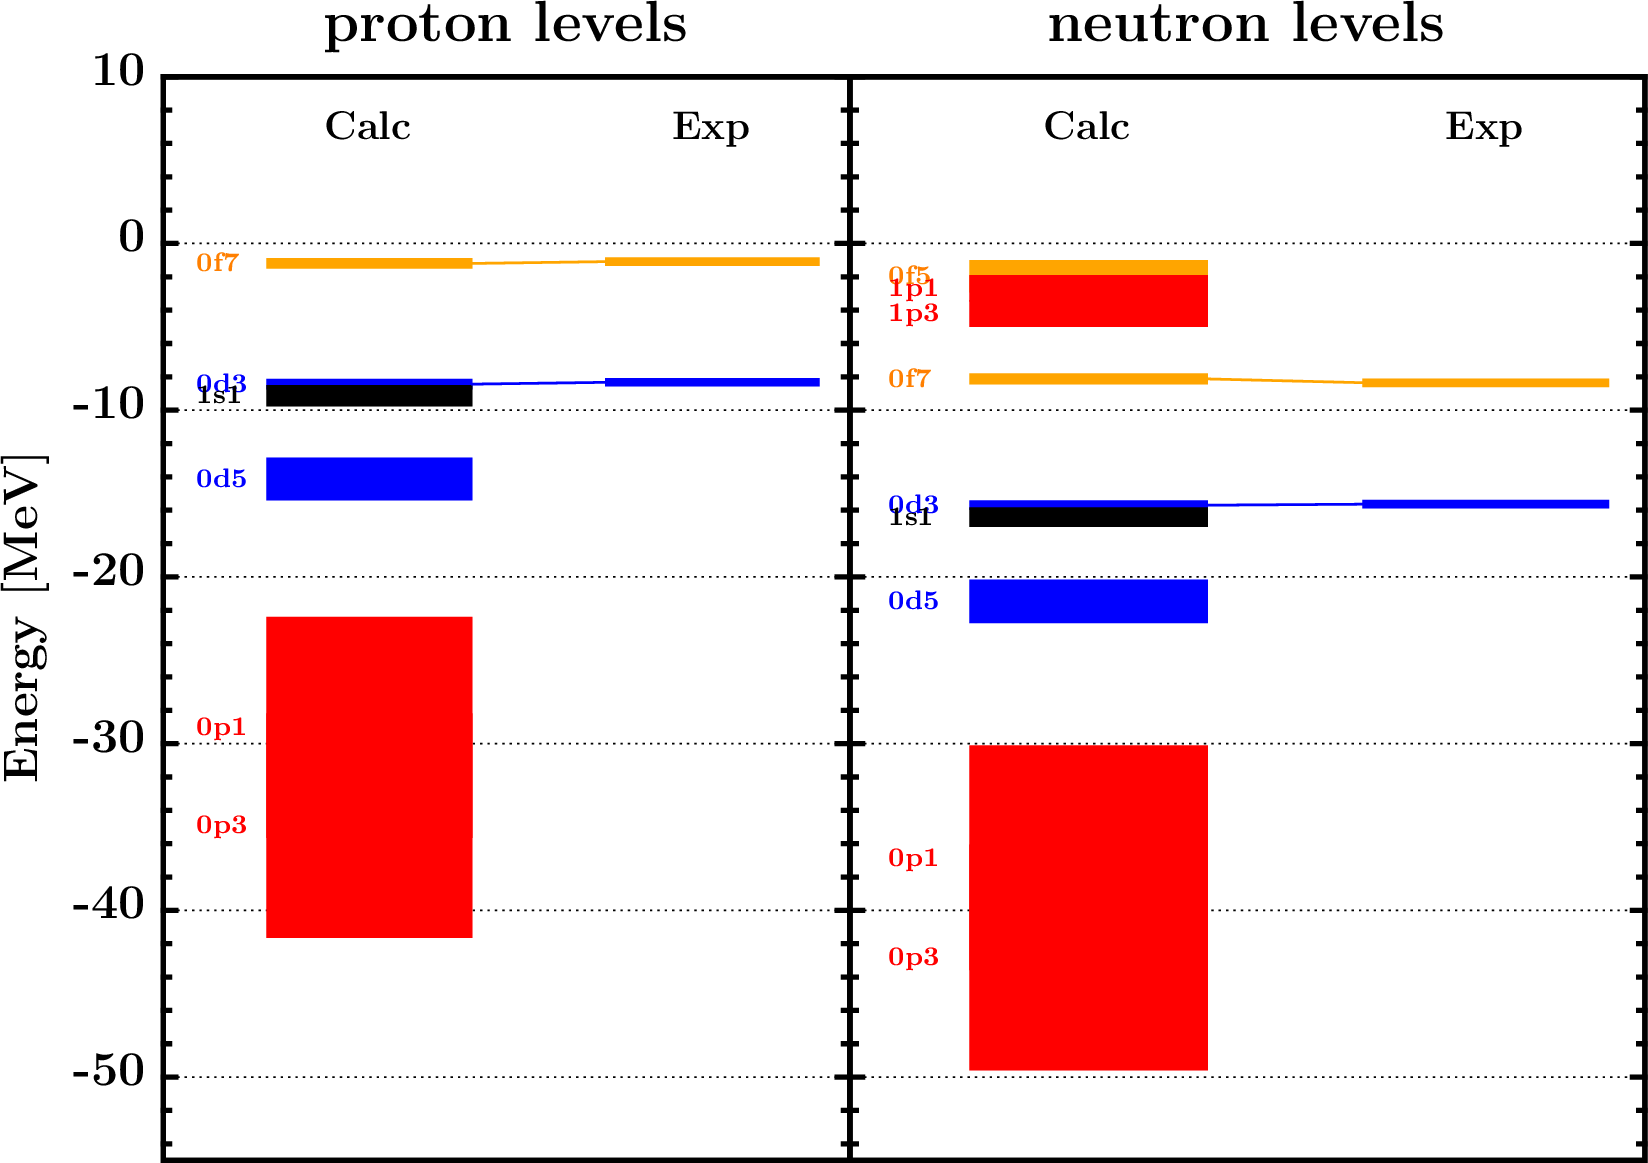 proton levels
neutron levels
10
0
-10
-20
-30
-40
-50
Energy [MeV]
Calc
Exp
0f7
0d3
1s1
0d5
0p1
0p3
Calc
Exp
0f5
1p1
1p3
0f7
0d3
1s1
0d5
0p1
0p3